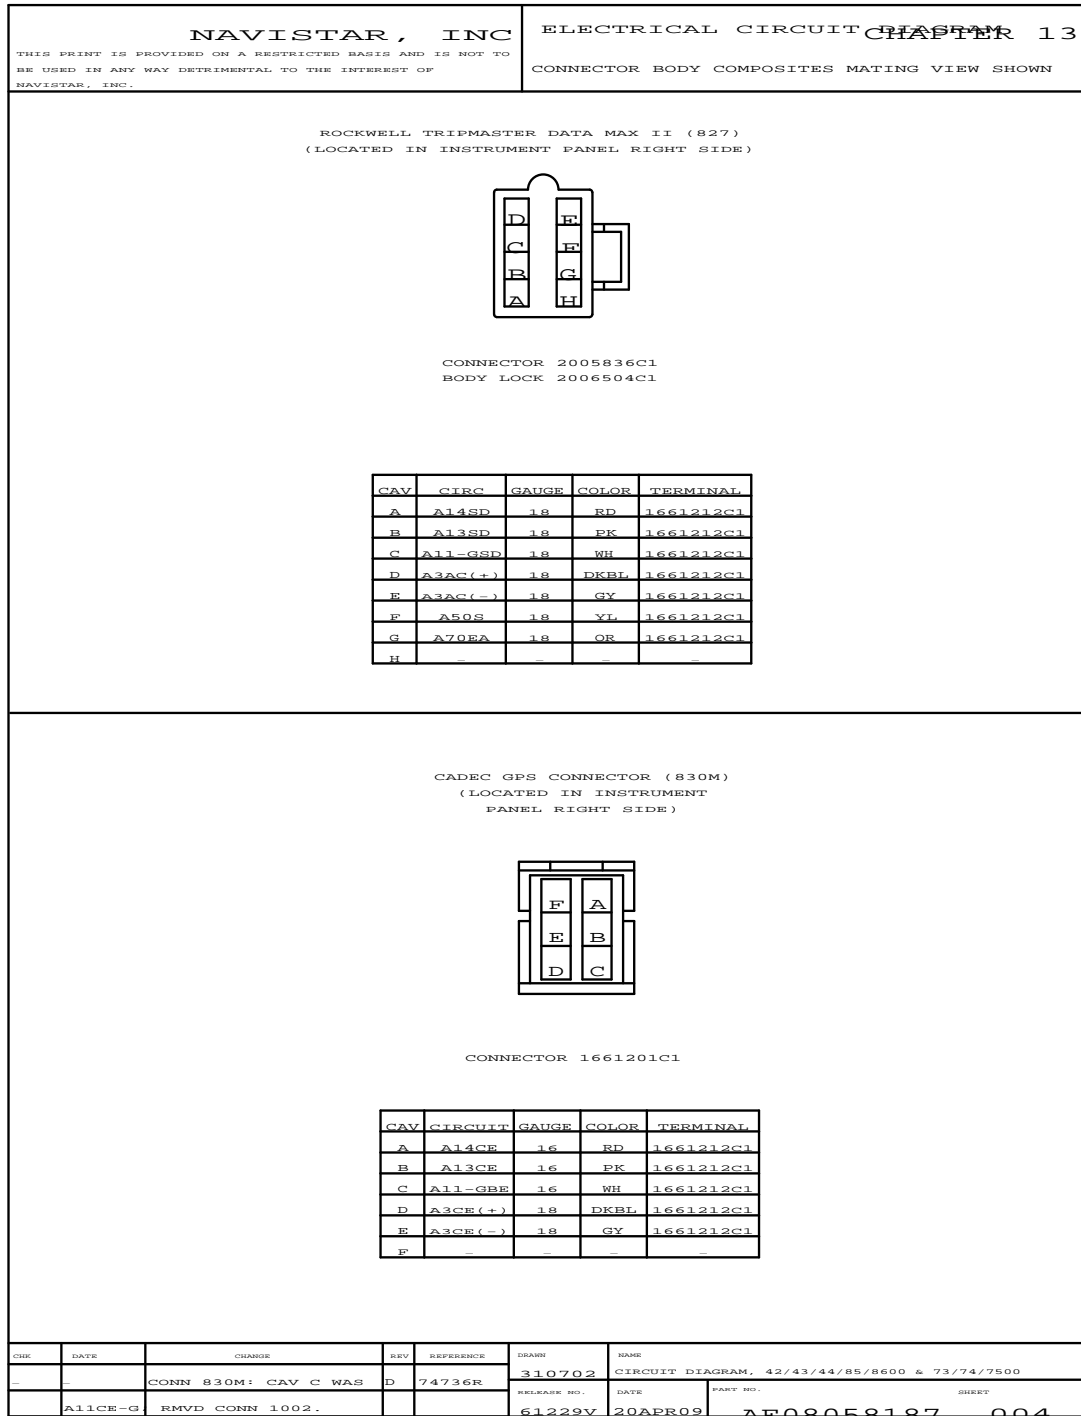 NAVISTAR, INC
THIS PRINT IS PROVIDED ON A RESTRICTED BASIS AND IS NOT TO
BE USED IN ANY WAY DETRIMENTAL TO THE INTEREST OF
NAVISTAR, INC.
ELECTRICAL CIRCUIT DIAGRAM
CHAPTER 13
CONNECTOR BODY COMPOSITES MATING VIEW SHOWN
ROCKWELL TRIPMASTER DATA MAX II (827)
(LOCATED IN INSTRUMENT PANEL RIGHT SIDE)
D E
C F
B G
A H
CONNECTOR 2005836C1
BODY LOCK 2006504C1
CAV CIRC GAUGE COLOR TERMINAL
A A14SD 18 RD 1661212C1
B A13SD 18 PK 1661212C1
C A11-GSD 18 WH 1661212C1
D A3AC(+) 18 DKBL 1661212C1
E A3AC(-) 18 GY 1661212C1
F A50S 18 YL 1661212C1
G A70EA 18 OR 1661212C1
H - - - -
CADEC GPS CONNECTOR (830M)
(LOCATED IN INSTRUMENT
PANEL RIGHT SIDE)
F A
E B
D C
CONNECTOR 1661201C1
CAV CIRCUIT GAUGE COLOR TERMINAL
A A14CE 16 RD 1661212C1
B A13CE 16 PK 1661212C1
C A11-GBE 16 WH 1661212C1
D A3CE(+) 18 DKBL 1661212C1
E A3CE(-) 18 GY 1661212C1
F - - - -
CHK DATE CHANGE REV REFERENCE
- - CONN 830M: CAV C WAS D 74736R
A11CE-G. RMVD CONN 1002.
DRAWN
310702
NAME
CIRCUIT DIAGRAM, 42/43/44/85/8600 & 73/74/7500
RELEASE NO.
61229V
DATE
20APR09
PART NO. SHEET
AF08058187 004